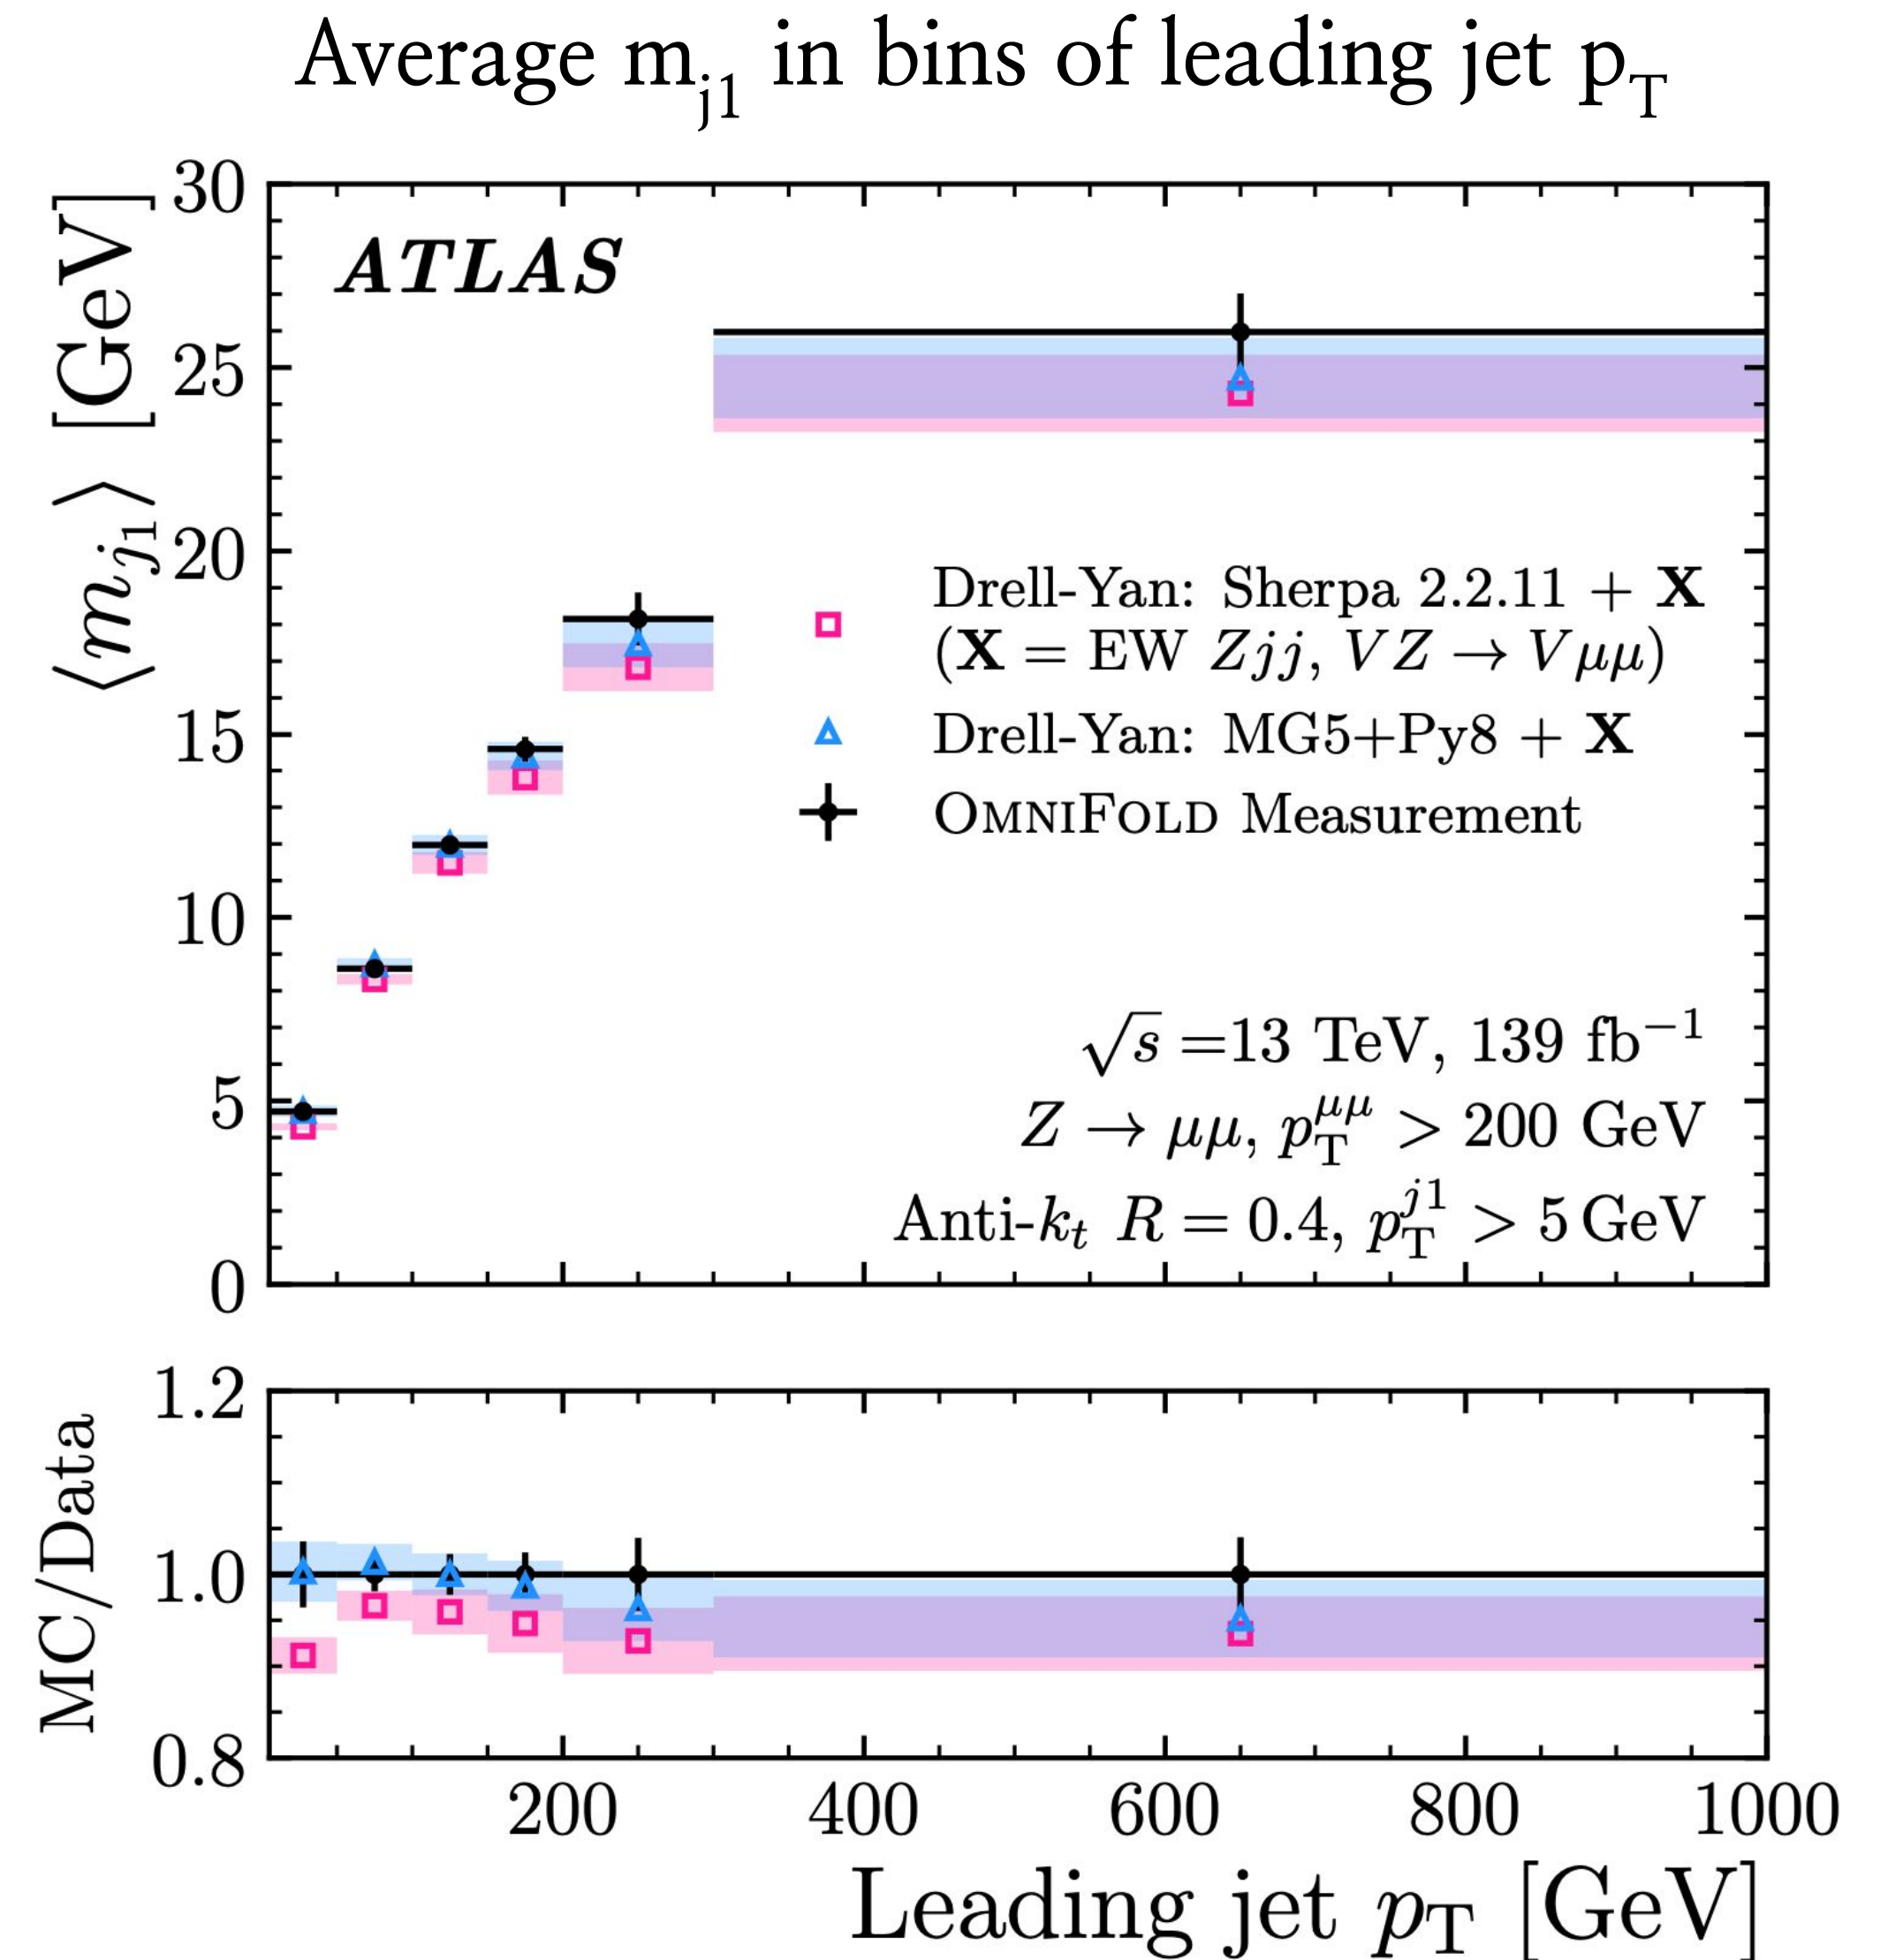 Average m_j1 in bins of leading jet p_T
⟨m_j1⟩ [GeV]
30
25
20
15
10
5
0
ATLAS
Drell-Yan: Sherpa 2.2.11 + X
(X = EW Zjj, VZ → Vμμ)
Drell-Yan: MG5+Py8 + X
OMNIFOLD Measurement
√s =13 TeV, 139 fb⁻¹
Z → μμ, p_T^μμ > 200 GeV
Anti-k_t R = 0.4, p_T^j1 > 5 GeV
MC/Data
1.2
1.0
0.8
200 400 600 800 1000
Leading jet p_T [GeV]